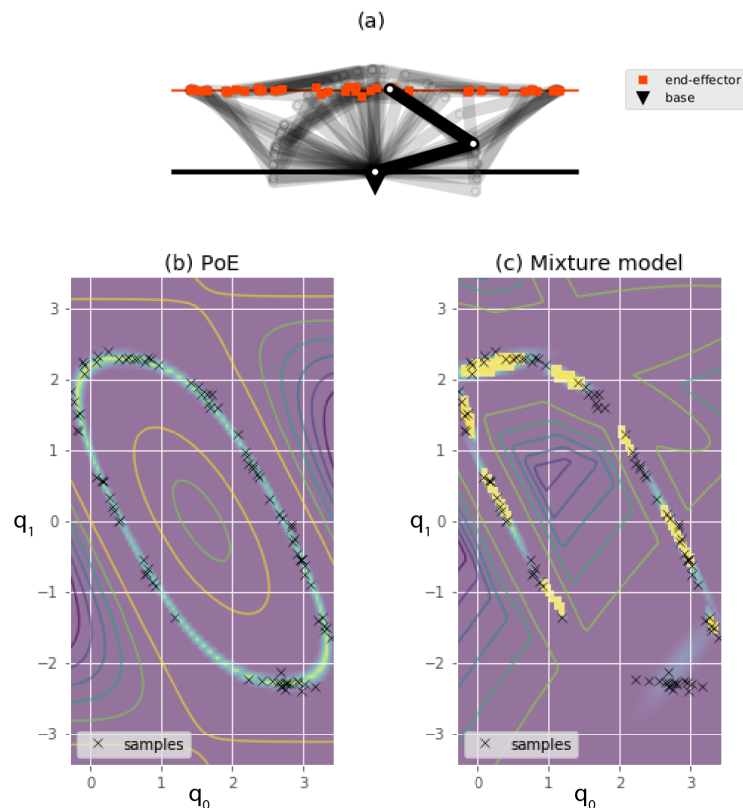 (a)
end-effector
base
(b) PoE
(c) Mixture model
3
2
1
0
−1
−2
−3
q1
samples
0
1
2
3
q0
3
2
1
0
−1
−2
−3
q1
samples
0
1
2
3
q0